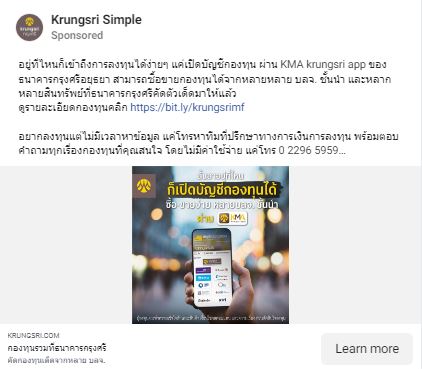 Krungsri Simple
Sponsored
อยู่ที่ไหนก็เข้าถึงการลงทุนได้ง่ายๆ แค่เปิดบัญชีกองทุน ผ่าน KMA krungsri app ของ
ธนาคารกรุงศรีอยุธยา สามารถซื้อขายกองทุนได้จากหลายหลาย บลจ. ชั้นนำ และหลาก
หลายสินทรัพย์ที่กรุงศรีคัดตัวเด็ดมาให้แล้ว
ดูรายละเอียดกองทุนคลิก https://bit.ly/krungsrimf
อยากลงทุนแต่ไม่มีเวลาหาข้อมูล แค่โทรหาทีมที่ปรึกษาทางการเงินการลงทุน พร้อมตอบ
คำถามทุกเรื่องกองทุนที่คุณสนใจ โดยไม่มีค่าใช้จ่าย แค่โทร 0 2296 5959...
ก็เปิดบัญชีกองทุนได้
ซื้อ ขายง่าย หลายบลจ. ชั้นนำ
ผ่าน KMA
KRUNGSRI.COM
กองทุนรวมที่ธนาคารกรุงศรี
คัดกองทุนเด็ดจากหลาย บลจ.
Learn more